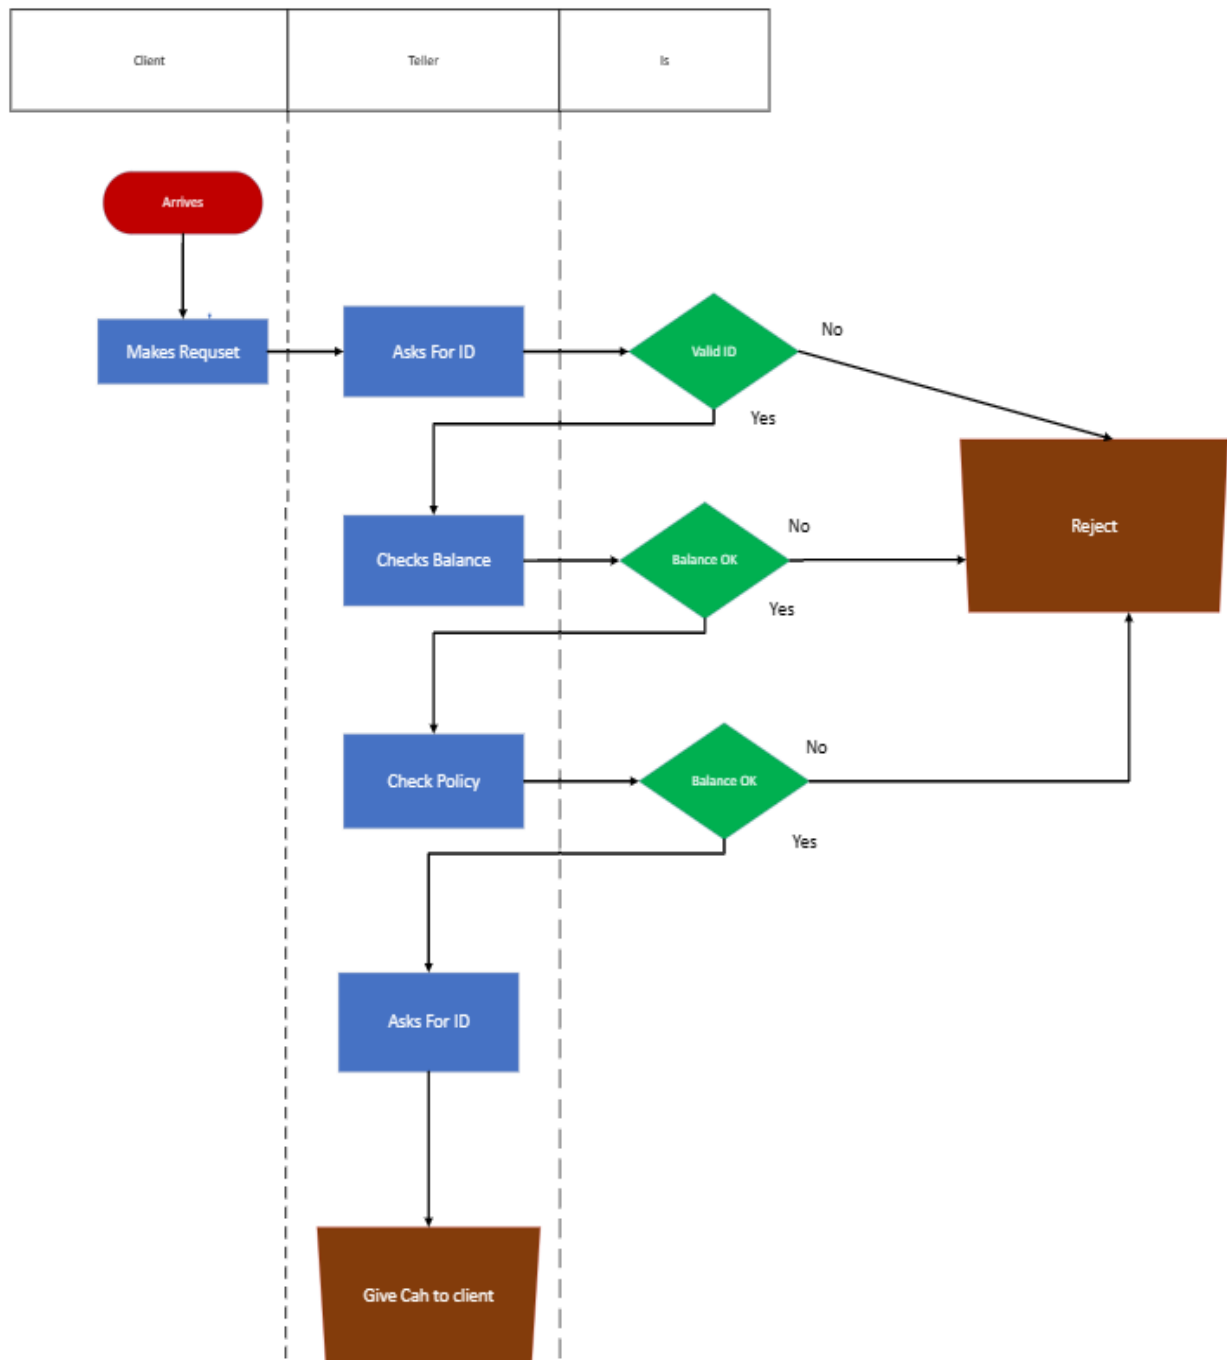 Client
Teller
Is
Arrives
Makes Requset
Asks For ID
Valid ID
No
Yes
Checks Balance
Balance OK
No
Yes
Reject
Check Policy
Balance OK
No
Yes
Asks For ID
Give Cah to client